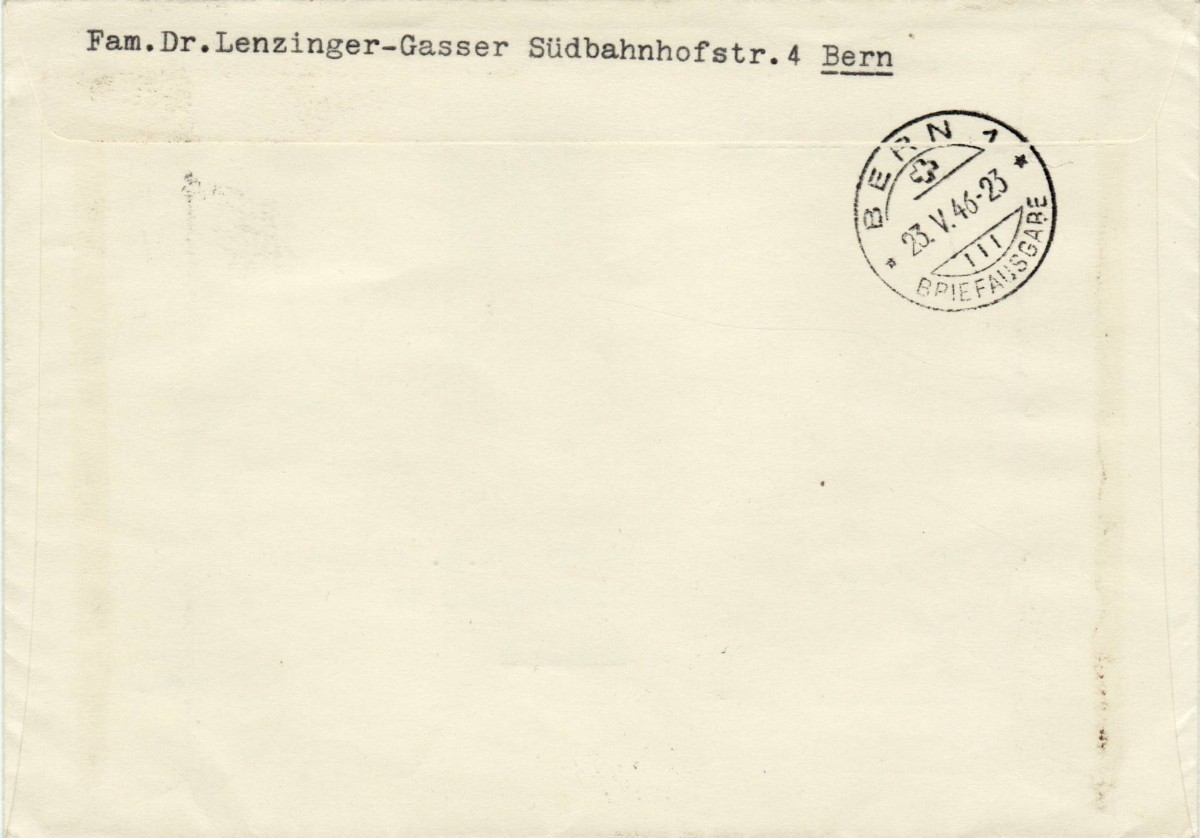 Fam.Dr.Lenzinger-Gasser Südbahnhofstr.4 Bern
BERN 1
23.V.46-23
III
BRIEFAUSGABE